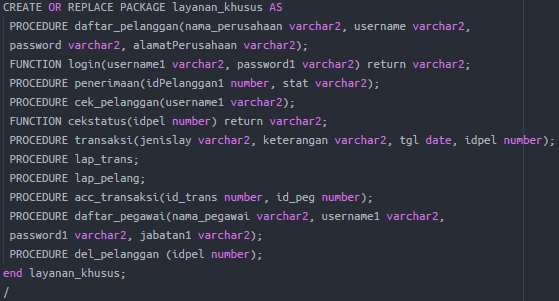 CREATE OR REPLACE PACKAGE layanan_khusus AS
PROCEDURE daftar_pelanggan(nama_perusahaan varchar2, username varchar2,
password varchar2, alamatPerusahaan varchar2);
FUNCTION login(username1 varchar2, password1 varchar2) return varchar2;
PROCEDURE penerimaan(idPelanggan1 number, stat varchar2);
PROCEDURE cek_pelanggan(username1 varchar2);
FUNCTION cekstatus(idpel number) return varchar2;
PROCEDURE transaksi(jenislay varchar2, keterangan varchar2, tgl date, idpel number);
PROCEDURE lap_trans;
PROCEDURE lap_pelang;
PROCEDURE acc_transaksi(id_trans number, id_peg number);
PROCEDURE daftar_pegawai(nama_pegawai varchar2, username1 varchar2,
password1 varchar2, jabatan1 varchar2);
PROCEDURE del_pelanggan (idpel number);
end layanan_khusus;
/